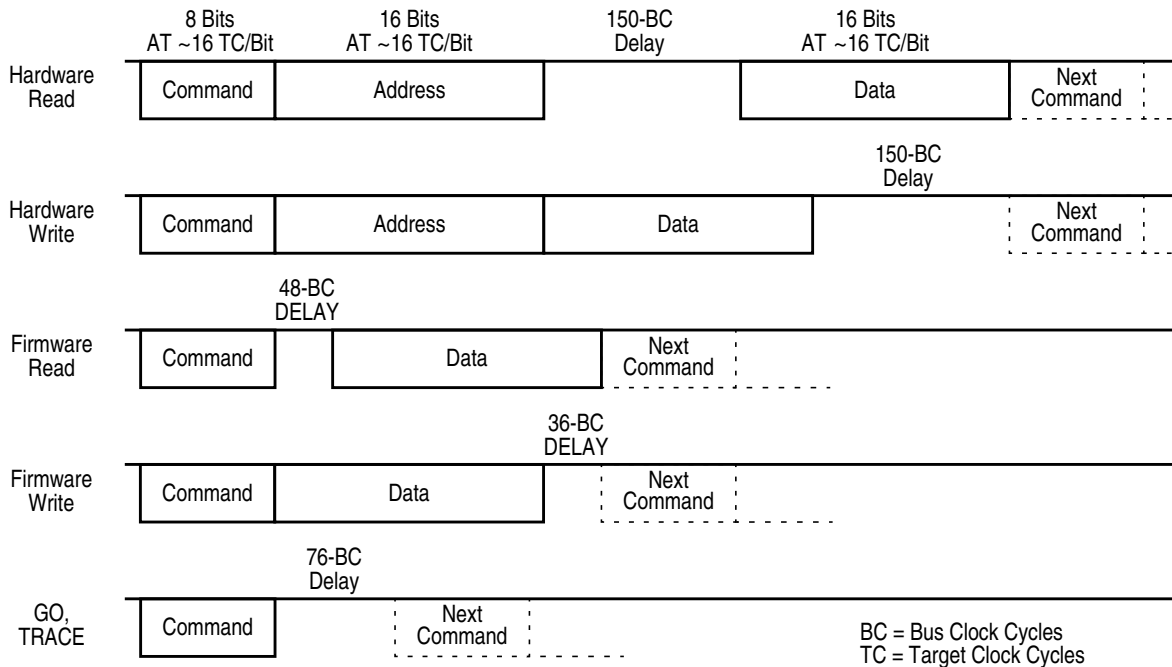 8 Bits
AT ~16 TC/Bit
16 Bits
AT ~16 TC/Bit
150-BC
Delay
16 Bits
AT ~16 TC/Bit
Hardware
Read
Command
Address
Data
Next
Command
150-BC
Delay
Hardware
Write
Command
Address
Data
Next
Command
48-BC
DELAY
Firmware
Read
Command
Data
Next
Command
36-BC
DELAY
Firmware
Write
Command
Data
Next
Command
76-BC
Delay
GO,
TRACE
Command
Next
Command
BC = Bus Clock Cycles
TC = Target Clock Cycles